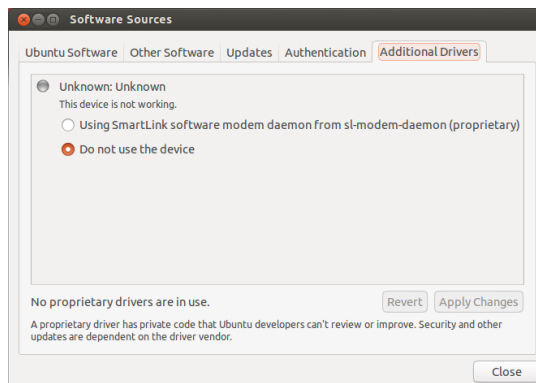 Software Sources
Ubuntu Software Other Software Updates Authentication Additional Drivers
Unknown: Unknown
This device is not working.
Using SmartLink software modem daemon from sl-modem-daemon (proprietary)
Do not use the device
No proprietary drivers are in use. Revert Apply Changes
A proprietary driver has private code that Ubuntu developers can't review or improve. Security and other
updates are dependent on the driver vendor.
Close